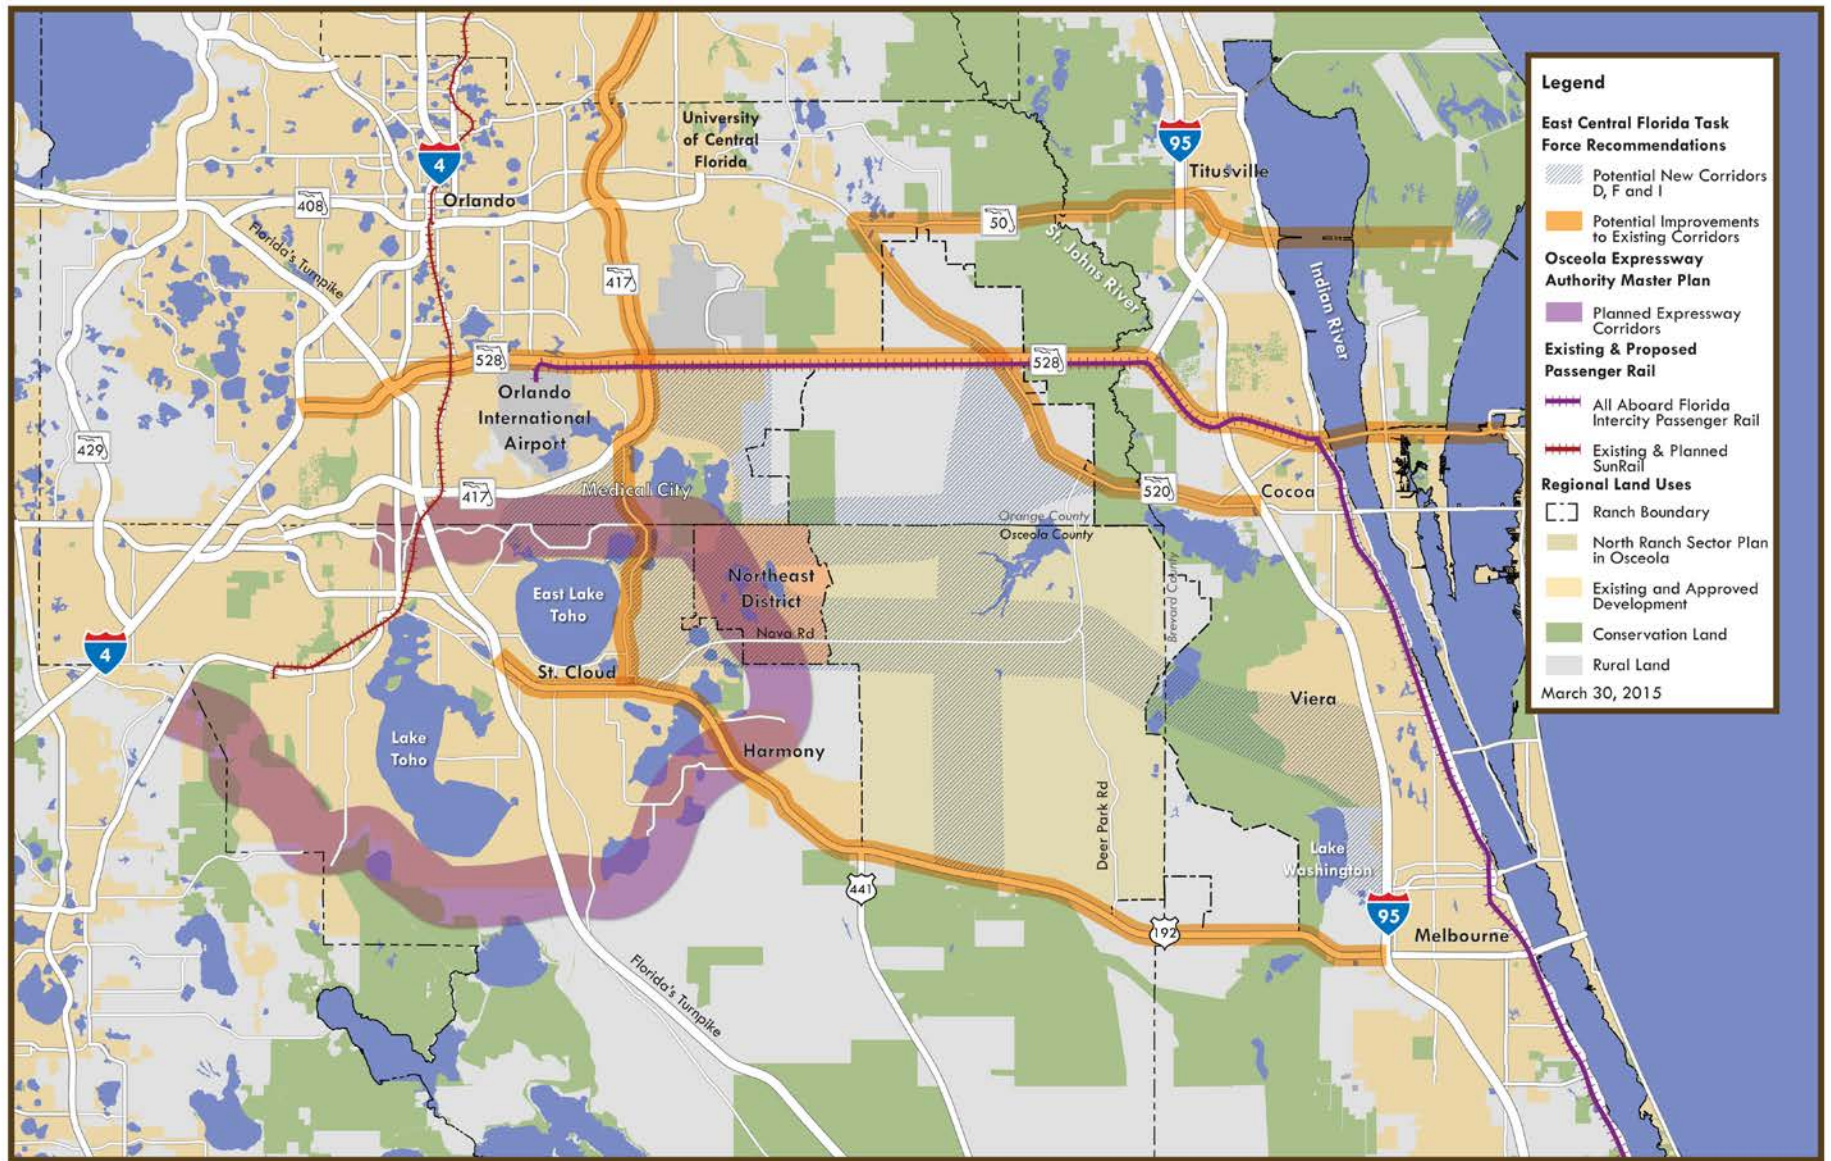 University
of Central
Florida
4
Orlando
408
Florida's Turnpike
417
95
Titusville
50
St. Johns River
Indian River
528
528
Orlando
International
Airport
429
417
Medical City
520
Cocoa
Orange County
Osceola County
Brevard County
Northeast
District
Nova Rd
East Lake
Toho
4
St. Cloud
Lake
Toho
Harmony
Viera
Deer Park Rd
Lake
Washington
441
95
192
Melbourne
Florida's Turnpike
Legend
East Central Florida Task
Force Recommendations
Potential New Corridors
D, F and I
Potential Improvements
to Existing Corridors
Osceola Expressway
Authority Master Plan
Planned Expressway
Corridors
Existing & Proposed
Passenger Rail
All Aboard Florida
Intercity Passenger Rail
Existing & Planned
SunRail
Regional Land Uses
Ranch Boundary
North Ranch Sector Plan
in Osceola
Existing and Approved
Development
Conservation Land
Rural Land
March 30, 2015